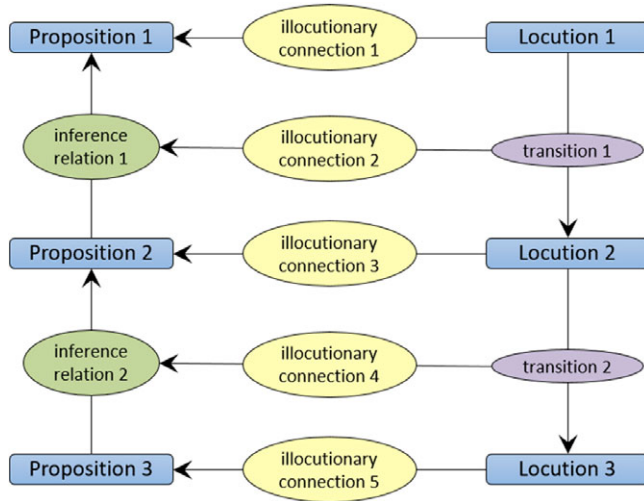 Proposition 1
illocutionary
connection 1
Locution 1
inference
relation 1
illocutionary
connection 2
transition 1
Proposition 2
illocutionary
connection 3
Locution 2
inference
relation 2
illocutionary
connection 4
transition 2
Proposition 3
illocutionary
connection 5
Locution 3